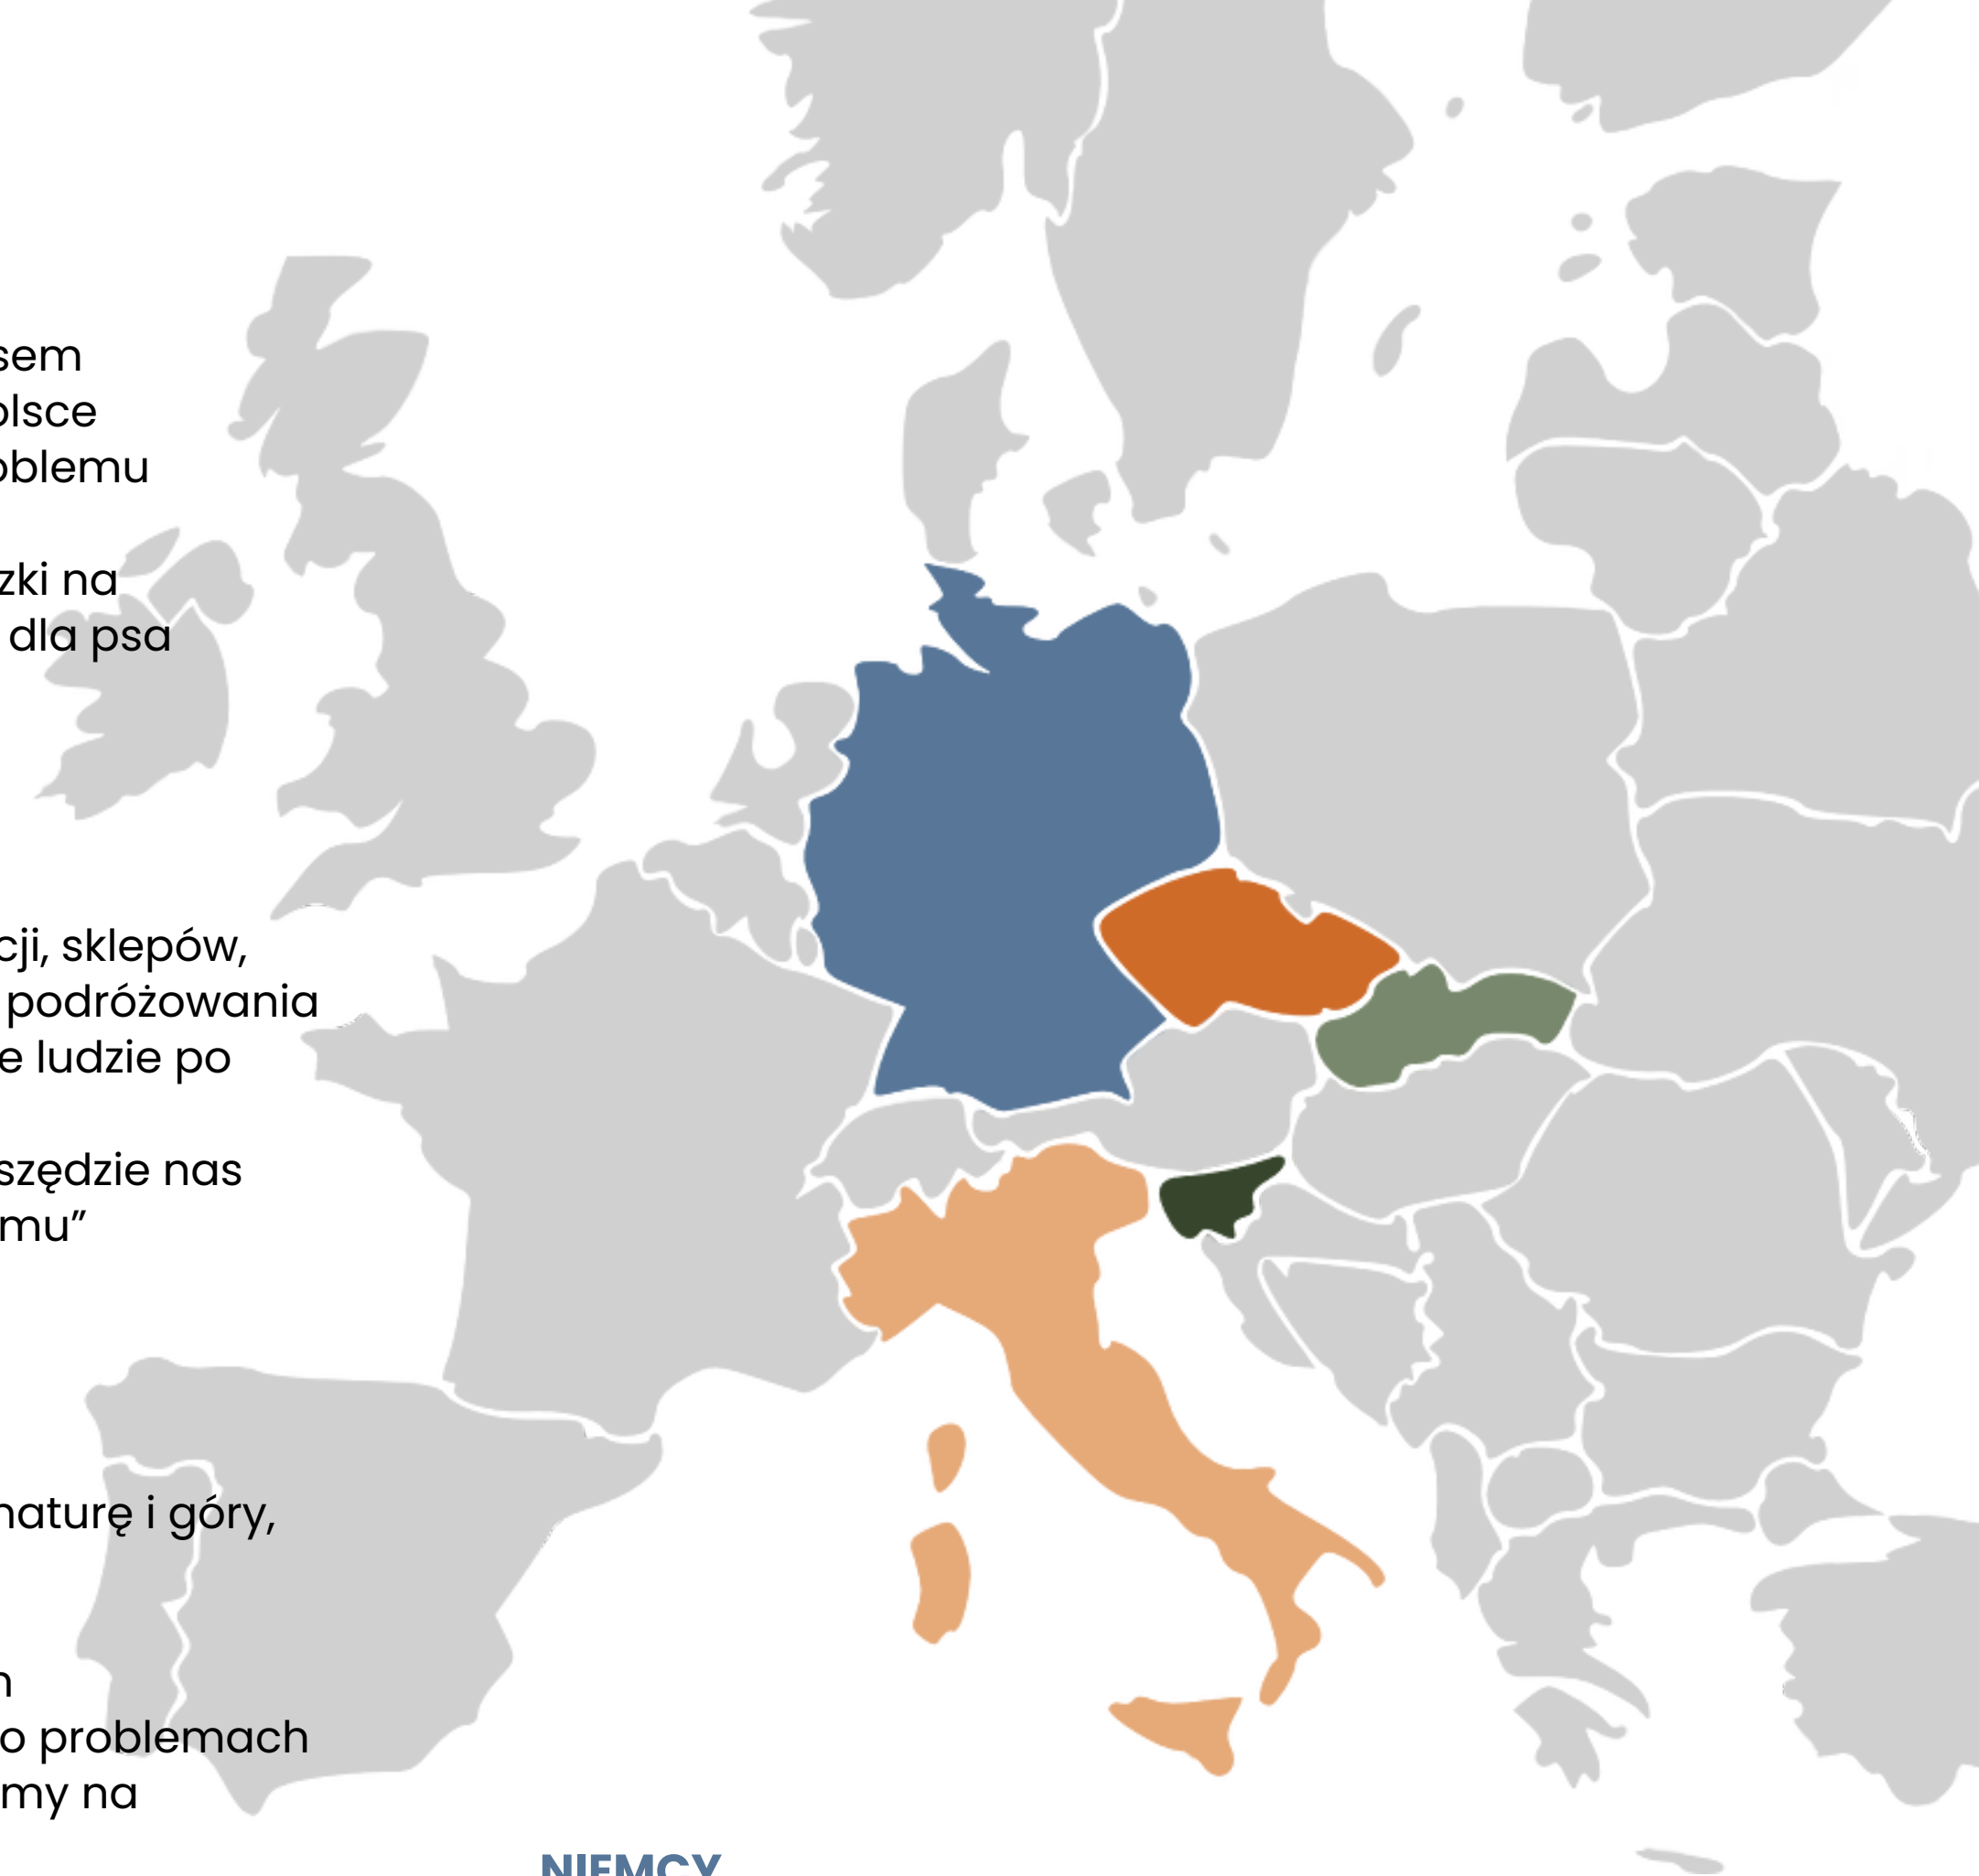 sem
olsce
oblemu
zki na
dla psa
cji, sklepów,
podróżowania
e ludzie po
szędzie nas
mu”
naturę i góry,
h
o problemach
my na
NIEMCY